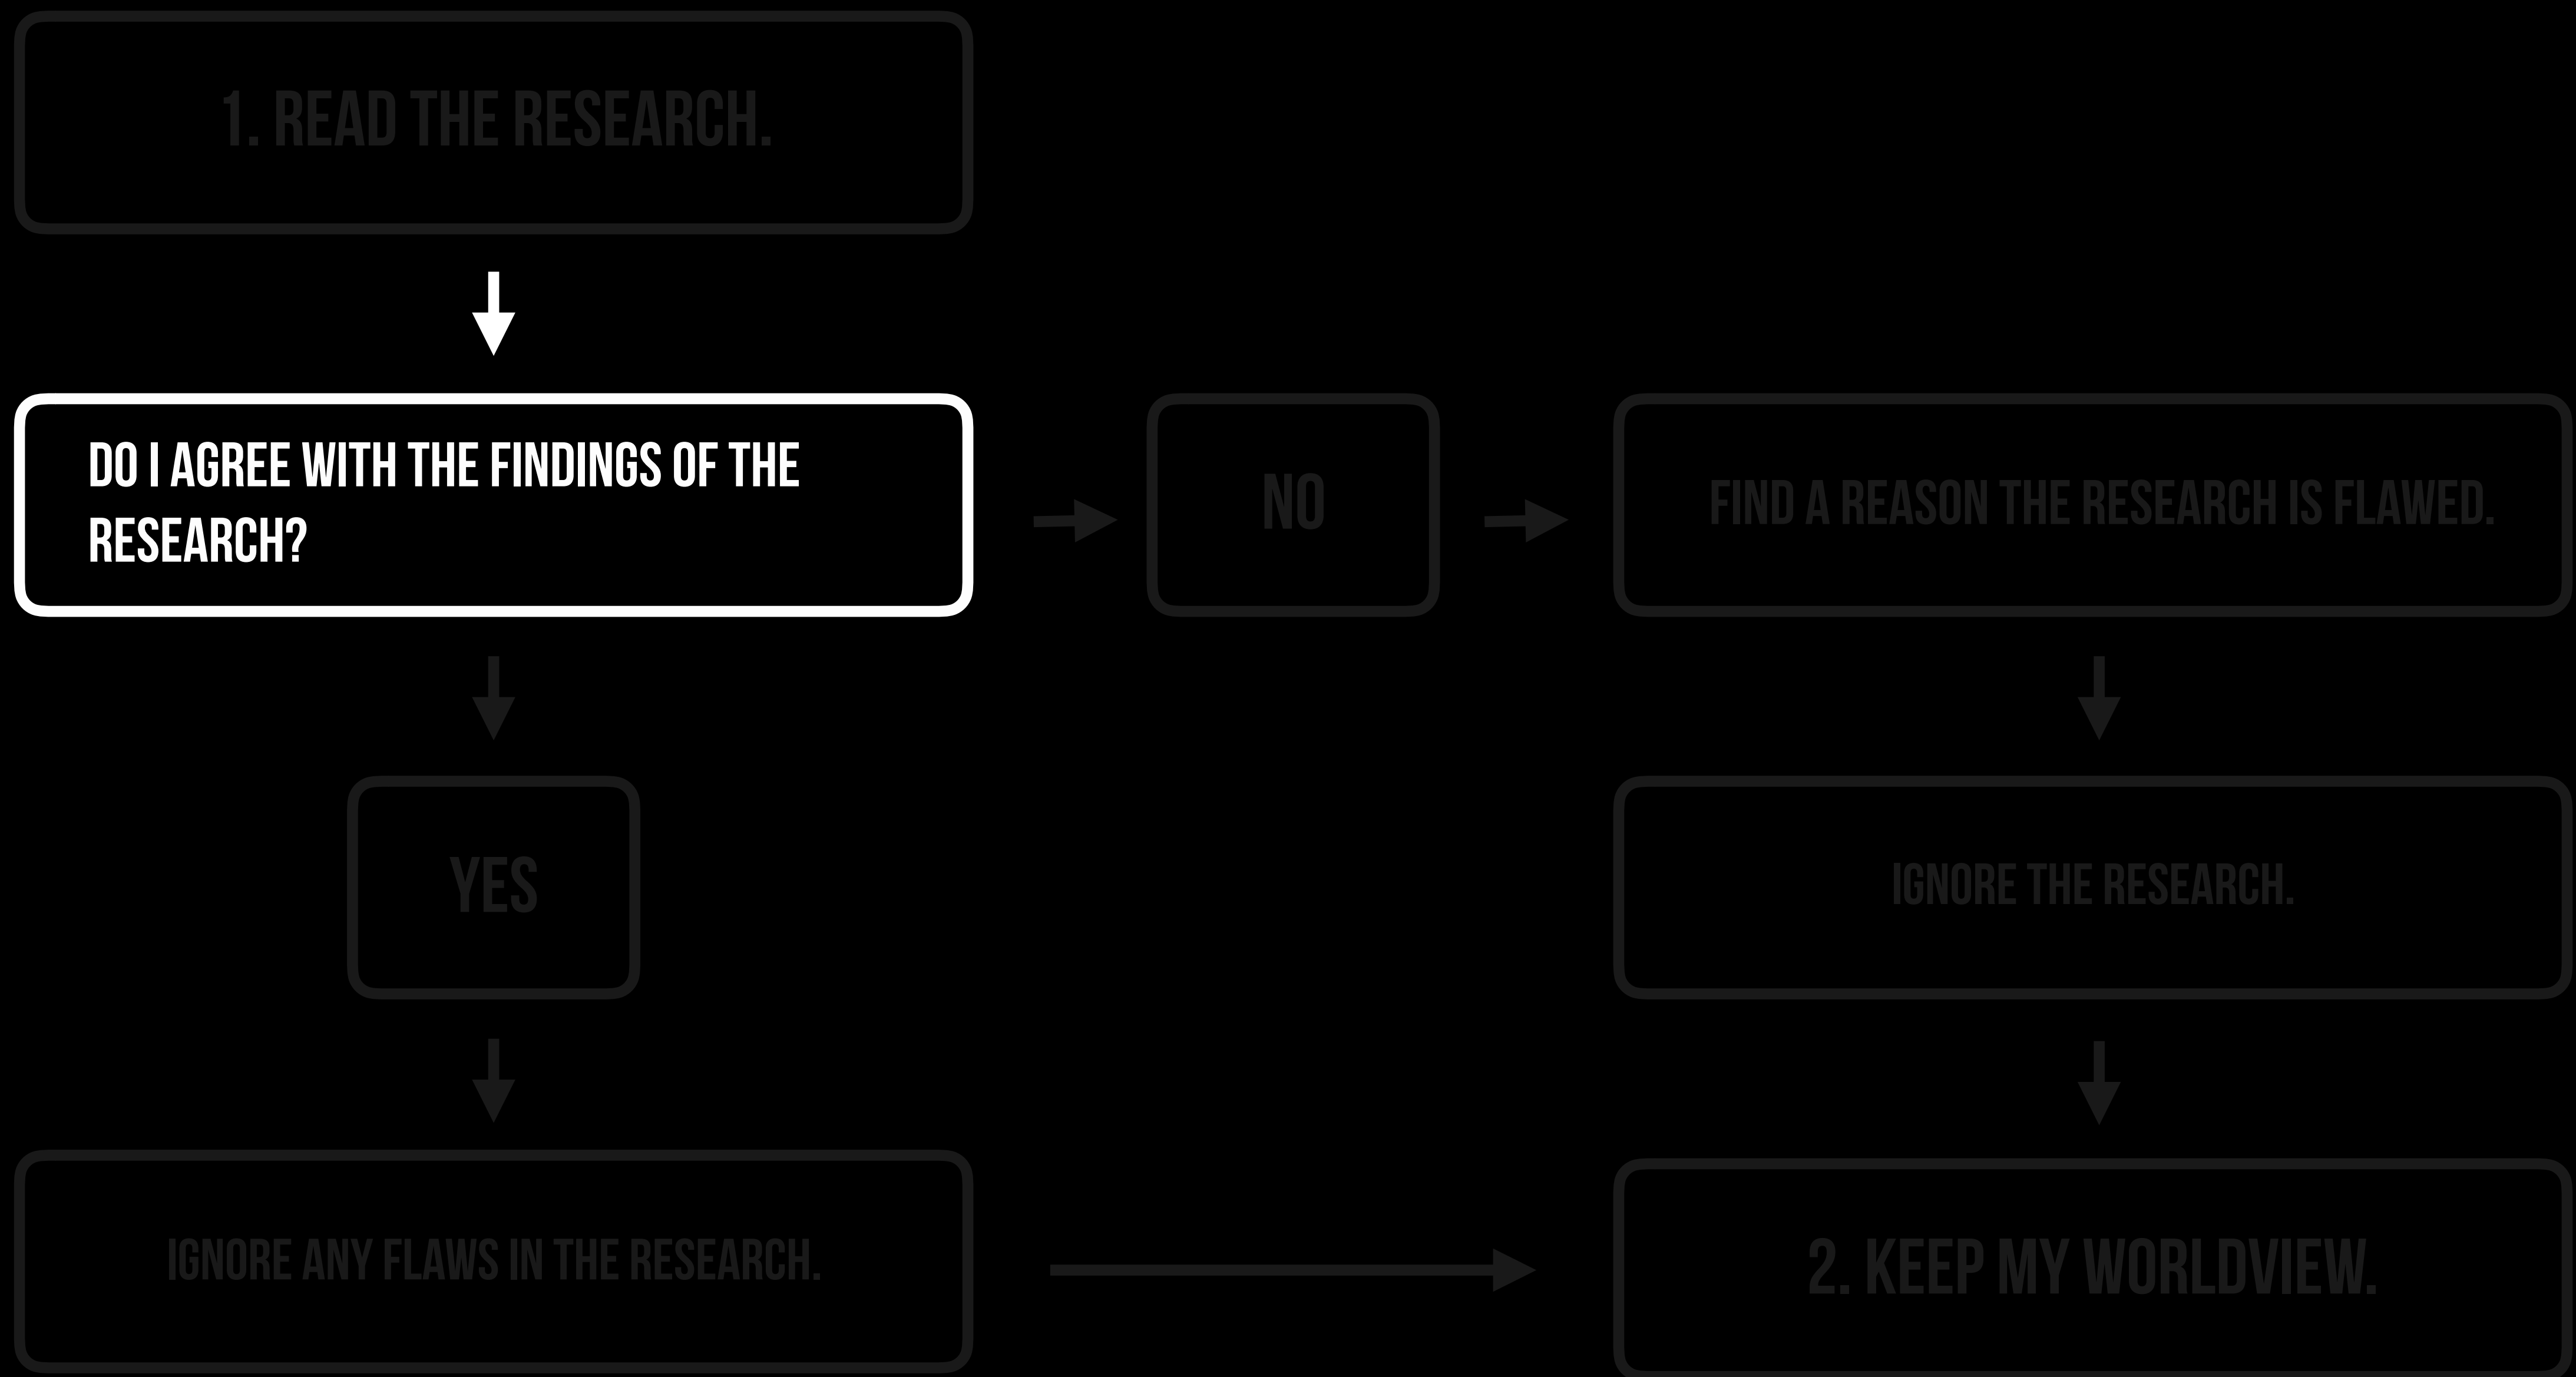 1. READ THE RESEARCH.
DO I AGREE WITH THE FINDINGS OF THE
RESEARCH?
NO
FIND A REASON THE RESEARCH IS FLAWED.
YES
IGNORE THE RESEARCH.
IGNORE ANY FLAWS IN THE RESEARCH.
2. KEEP MY WORLDVIEW.